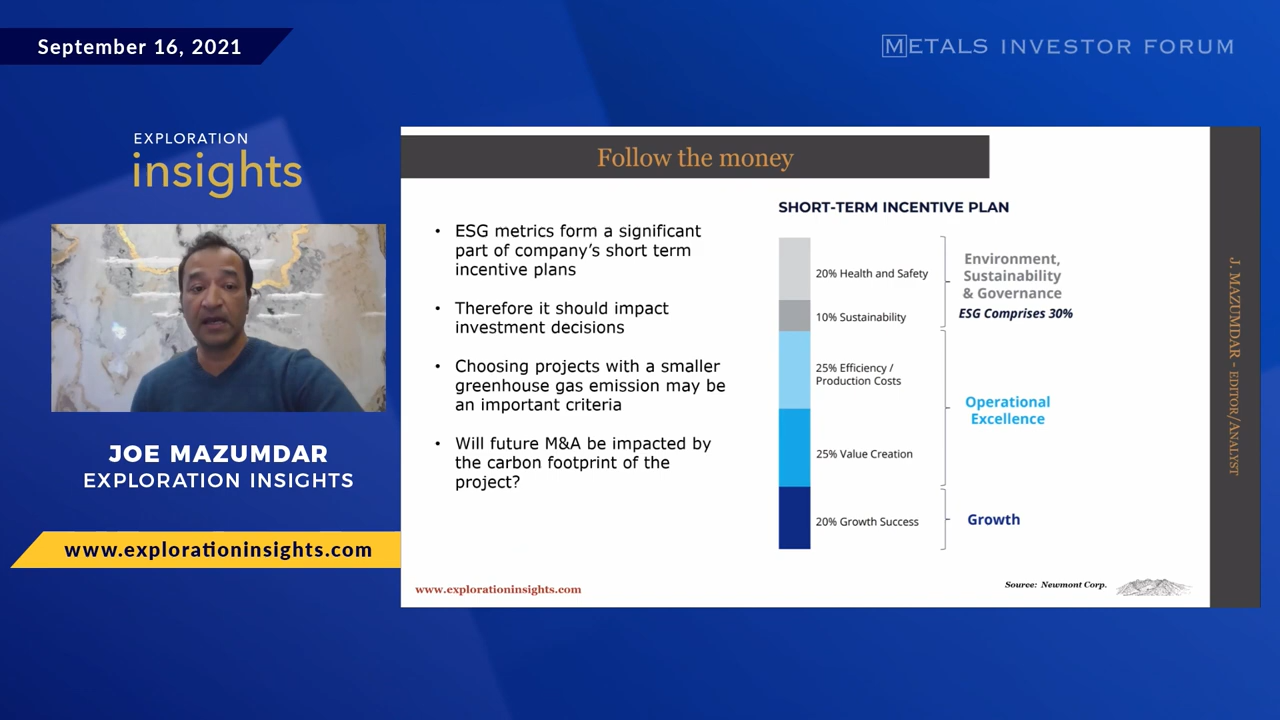 September 16, 2021
METALS INVESTOR FORUM
EXPLORATION
insights
JOE MAZUMDAR
EXPLORATION INSIGHTS
www.explorationinsights.com
Follow the money
• ESG metrics form a significant
part of company's short term
incentive plans
• Therefore it should impact
investment decisions
• Choosing projects with a smaller
greenhouse gas emission may be
an important criteria
• Will future M&A be impacted by
the carbon footprint of the
project?
SHORT-TERM INCENTIVE PLAN
20% Health and Safety
10% Sustainability
25% Efficiency /
Production Costs
25% Value Creation
20% Growth Success
Environment,
Sustainability
& Governance
ESG Comprises 30%
Operational
Excellence
Growth
www.explorationinsights.com
Source: Newmont Corp.
J. MAZUMDAR - EDITOR/ANALYST